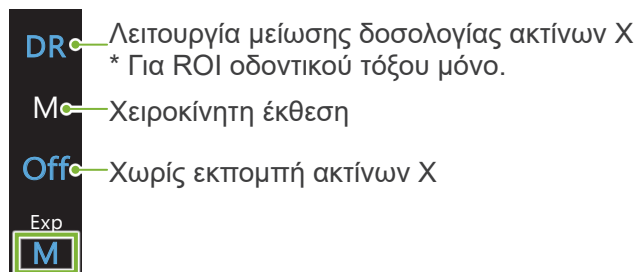 DR Λειτουργία μείωσης δοσολογίας ακτίνων X
* Για ROI οδοντικού τόξου μόνο.
M Χειροκίνητη έκθεση
Off Χωρίς εκπομπή ακτίνων X
Exp
M